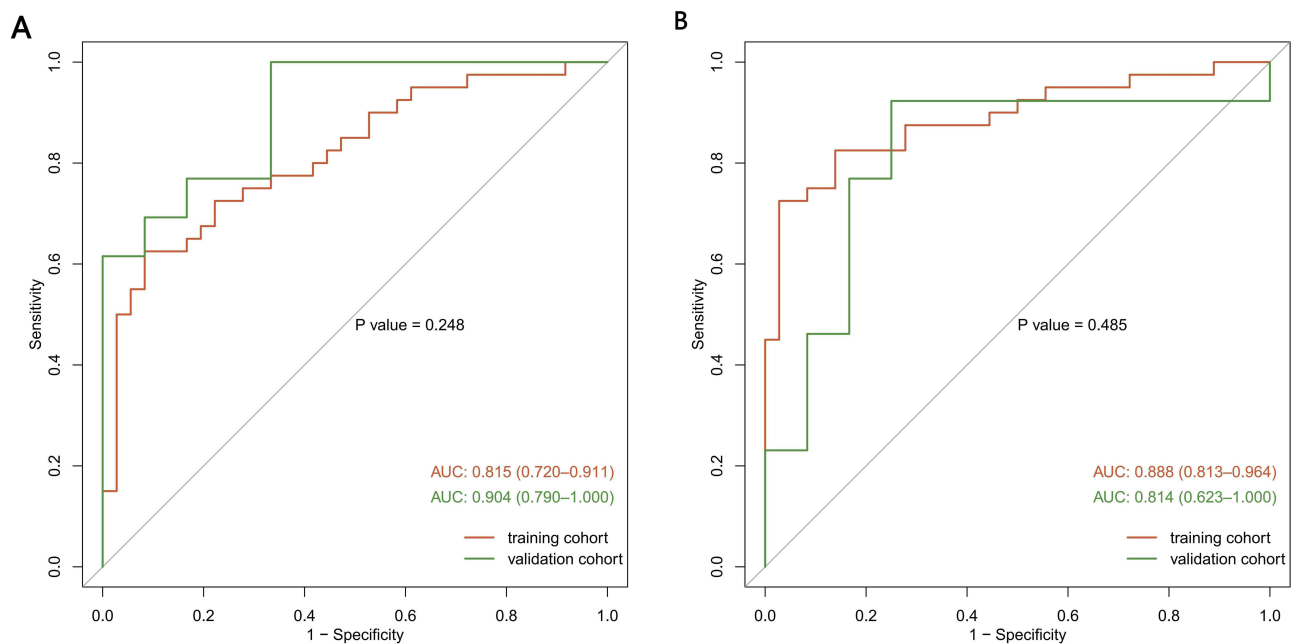 A
1.0
0.8
0.6
0.4
0.2
0.0
Sensitivity
P value = 0.248
AUC: 0.815 (0.720–0.911)
AUC: 0.904 (0.790–1.000)
training cohort
validation cohort
0.0 0.2 0.4 0.6 0.8 1.0
1 − Specificity
B
1.0
0.8
0.6
0.4
0.2
0.0
Sensitivity
P value = 0.485
AUC: 0.888 (0.813–0.964)
AUC: 0.814 (0.623–1.000)
training cohort
validation cohort
0.0 0.2 0.4 0.6 0.8 1.0
1 − Specificity